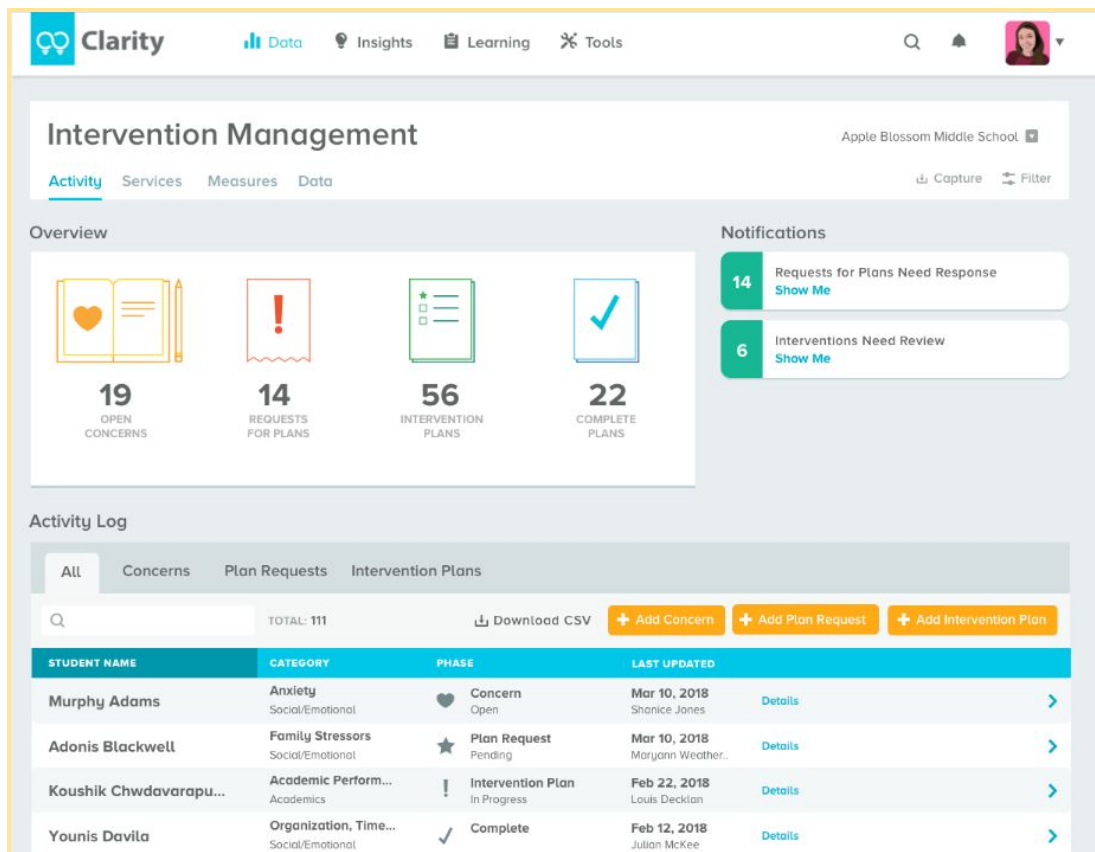 Clarity
Data Insights Learning Tools
Intervention Management
Apple Blossom Middle School
Activity Services Measures Data
Capture Filter
Overview
19
OPEN
CONCERNS
14
REQUESTS
FOR PLANS
56
INTERVENTION
PLANS
22
COMPLETE
PLANS
Notifications
14
Requests for Plans Need Response
Show Me
6
Interventions Need Review
Show Me
Activity Log
All Concerns Plan Requests Intervention Plans
TOTAL: 111 Download CSV + Add Concern + Add Plan Request + Add Intervention Plan
STUDENT NAME CATEGORY PHASE LAST UPDATED
Murphy Adams
Anxiety
Social/Emotional
Concern
Open
Mar 10, 2018
Shanice Jones
Details
Adonis Blackwell
Family Stressors
Social/Emotional
Plan Request
Pending
Mar 10, 2018
Maryann Weather..
Details
Koushik Chwdavarapu...
Academic Perform...
Academics
Intervention Plan
In Progress
Feb 22, 2018
Louis Decklan
Details
Younis Davila
Organization, Time...
Social/Emotional
Complete
Feb 12, 2018
Julian McKee
Details